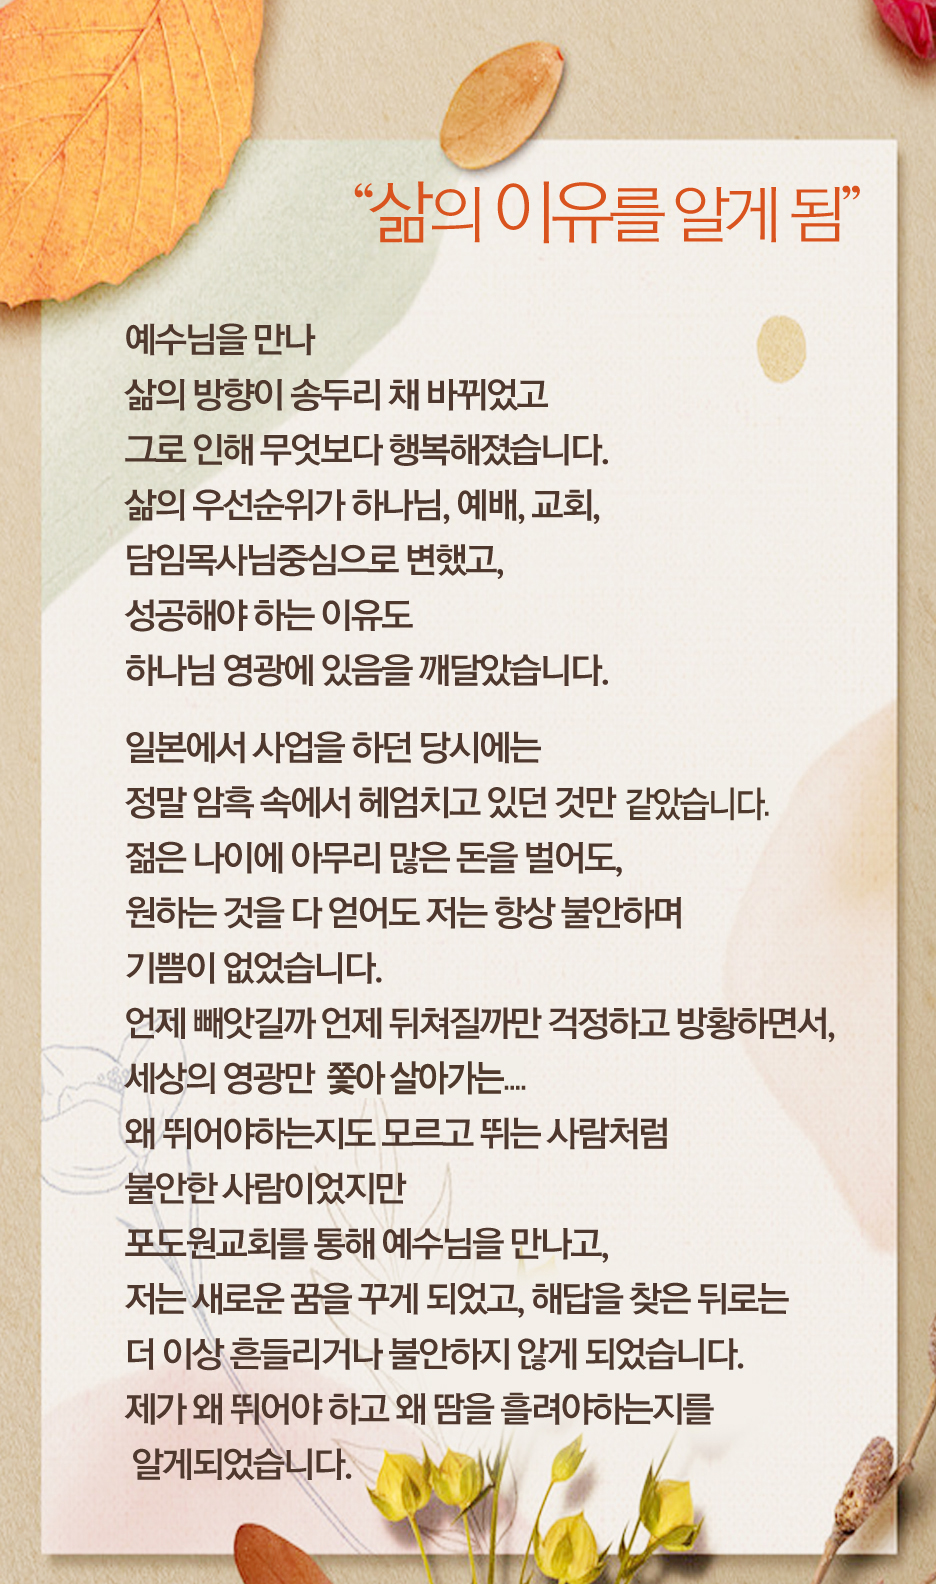 “삶의 이유를 알게 됨”
예수님을 만나
삶의 방향이 송두리 채 바뀌었고
그로 인해 무엇보다 행복해졌습니다.
삶의 우선순위가 하나님, 예배, 교회,
담임목사님중심으로 변했고,
성공해야 하는 이유도
하나님 영광에 있음을 깨달았습니다.
일본에서 사업을 하던 당시에는
정말 암흑 속에서 헤엄치고 있던 것만 같았습니다.
젊은 나이에 아무리 많은 돈을 벌어도,
원하는 것을 다 얻어도 저는 항상 불안하며
기쁨이 없었습니다.
언제 빼앗길까 언제 뒤쳐질까만 걱정하고 방황하면서,
세상의 영광만 쫓아 살아가는....
왜 뛰어야하는지도 모르고 뛰는 사람처럼
불안한 사람이었지만
포도원교회를 통해 예수님을 만나고,
저는 새로운 꿈을 꾸게 되었고, 해답을 찾은 뒤로는
더 이상 흔들리거나 불안하지 않게 되었습니다.
제가 왜 뛰어야 하고 왜 땀을 흘려야하는지를
알게되었습니다.